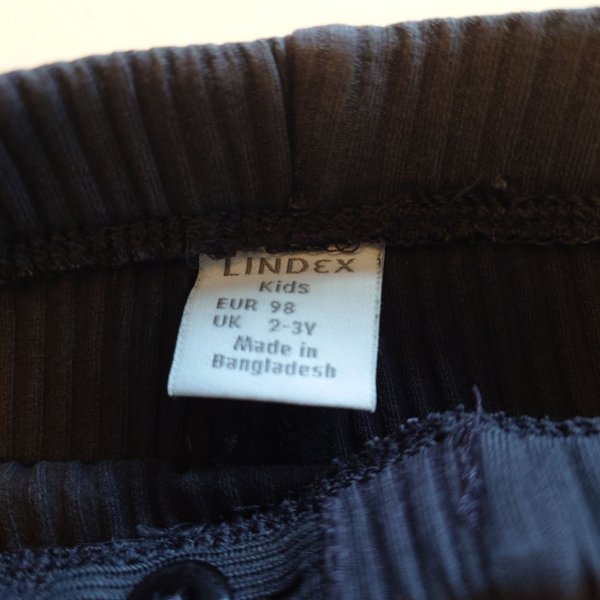 LINDEX
Kids
EUR 98
UK 2-3Y
Made in
Bangladesh